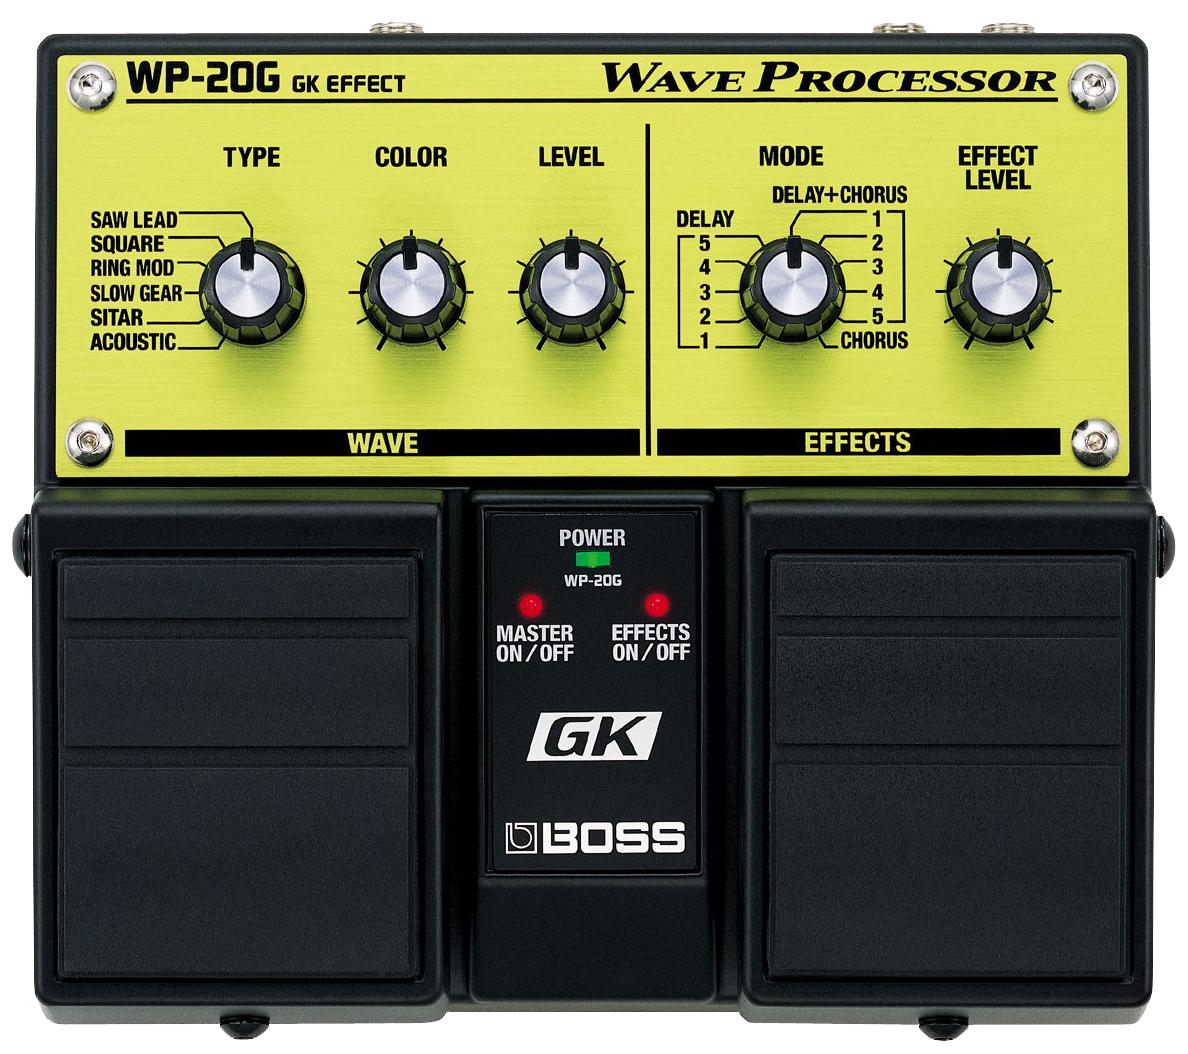 WP-20G GK EFFECT
WAVE PROCESSOR
TYPE
COLOR
LEVEL
MODE
EFFECT
LEVEL
SAW LEAD
SQUARE
RING MOD
SLOW GEAR
SITAR
ACOUSTIC
DELAY+CHORUS
DELAY
5
4
3
2
1
1
2
3
4
5
CHORUS
WAVE
EFFECTS
POWER
WP-20G
MASTER
ON/OFF
EFFECTS
ON/OFF
GK
BOSS